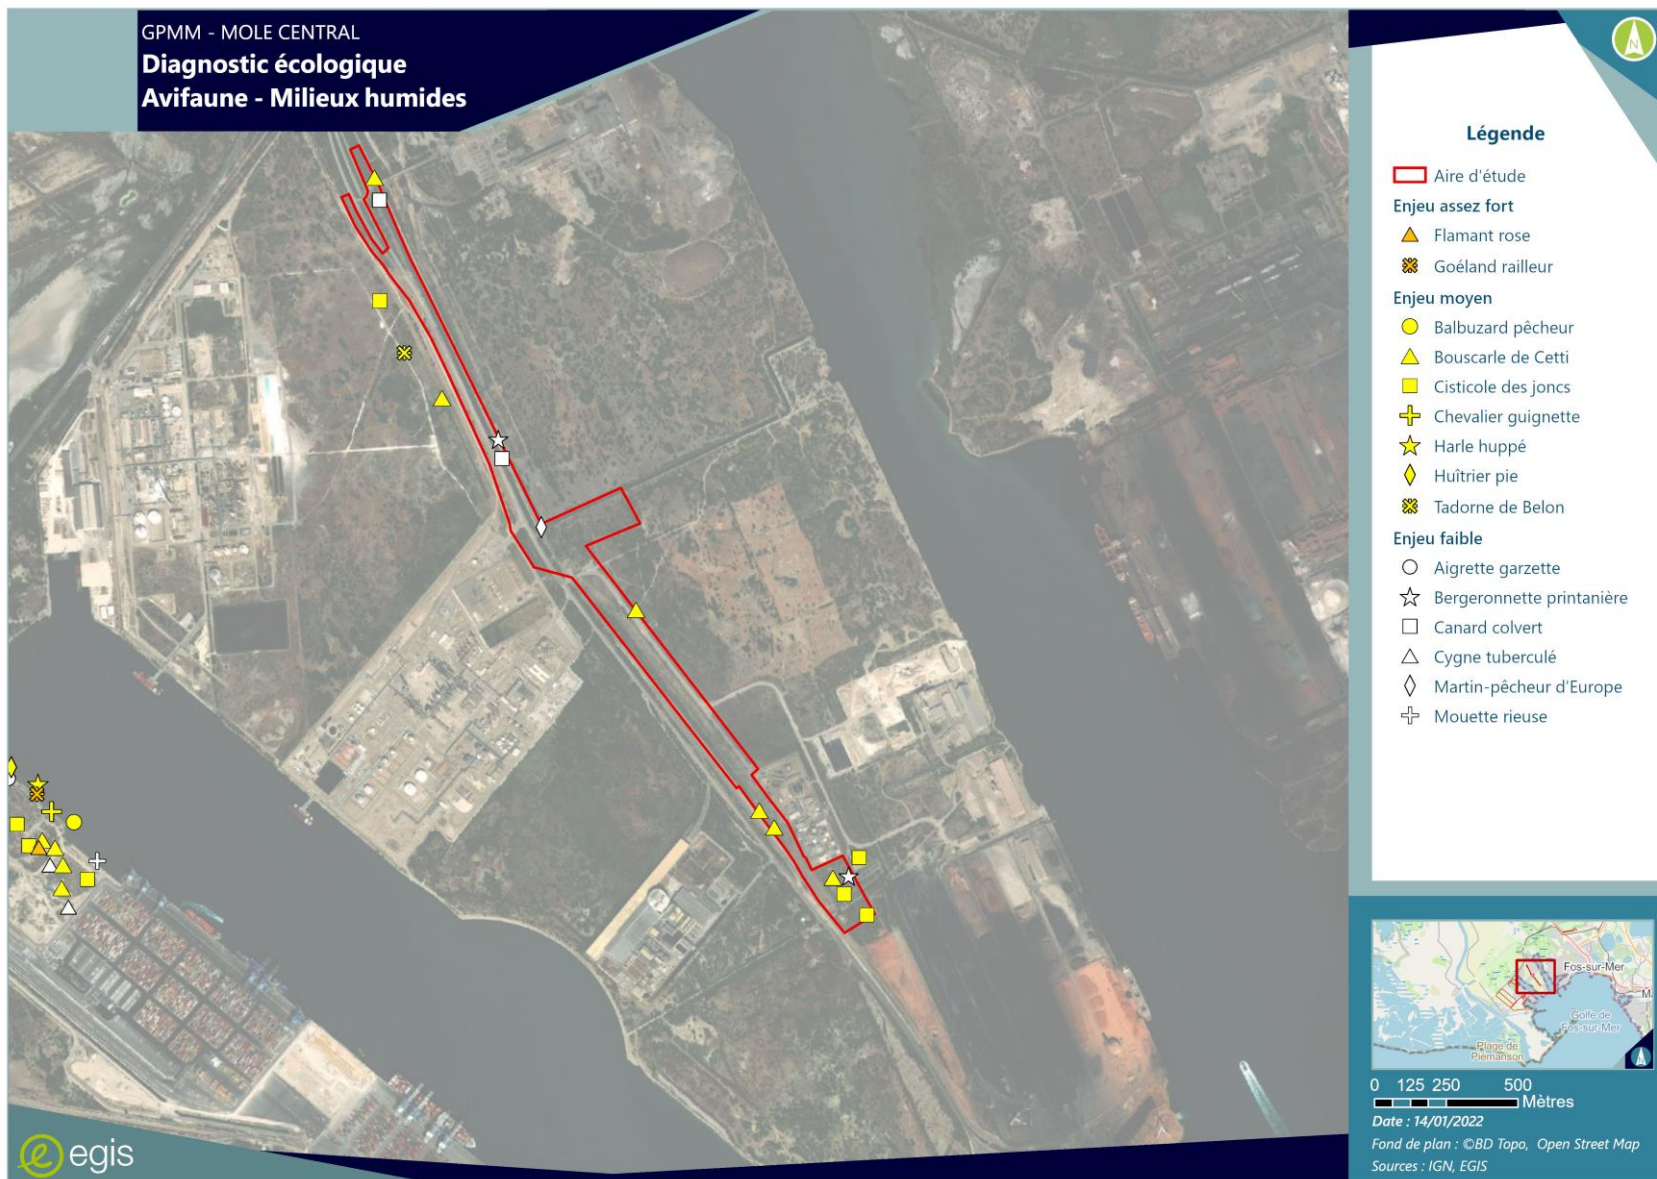 GPMM - MOLE CENTRAL
Diagnostic écologique
Avifaune - Milieux humides
N
Légende
Aire d'étude
Enjeu assez fort
Flamant rose
Goéland railleur
Enjeu moyen
Balbuzard pêcheur
Bouscarle de Cetti
Cisticole des joncs
Chevalier guignette
Harle huppé
Huîtrier pie
Tadorne de Belon
Enjeu faible
Aigrette garzette
Bergeronnette printanière
Canard colvert
Cygne tuberculé
Martin-pêcheur d'Europe
Mouette rieuse
Fos-sur-Mer
Golfe de
Fos-sur-Mer
Plage de
Piémanson
0 125 250 500
Mètres
Date : 14/01/2022
Fond de plan : ©BD Topo, Open Street Map
Sources : IGN, EGIS
egis